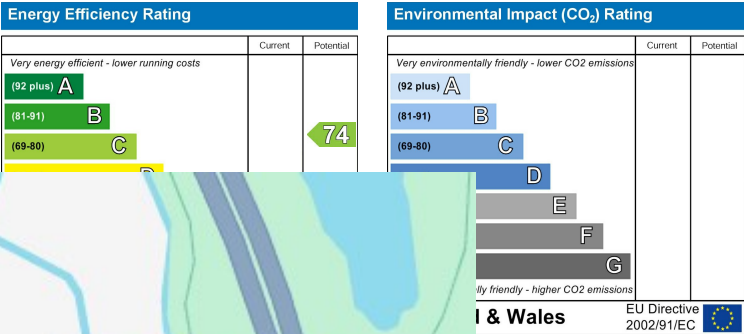 Energy Efficiency Rating
Current Potential
Very energy efficient - lower running costs
(92 plus) A
(81-91) B
(69-80) C
74
Environmental Impact (CO₂) Rating
Current Potential
Very environmentally friendly - lower CO2 emissions
(92 plus) A
(81-91) B
(69-80) C
D
E
F
G
friendly - higher CO2 emissions
& Wales
EU Directive
2002/91/EC